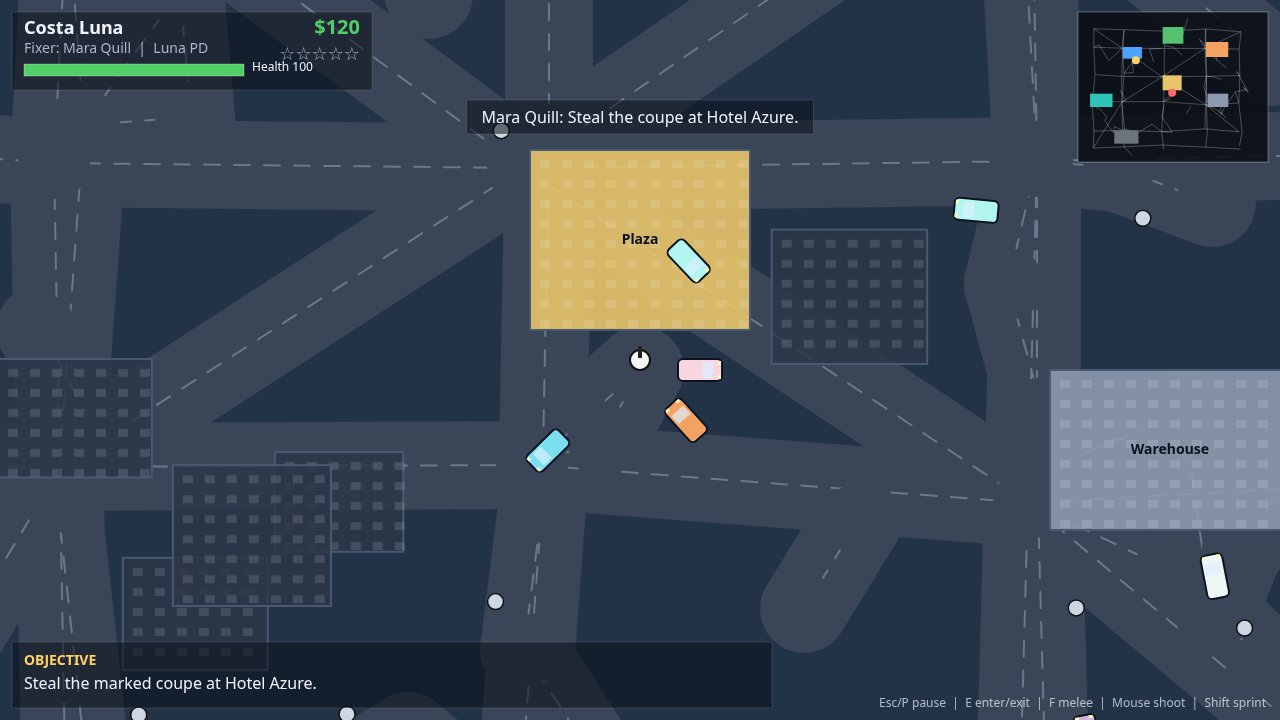 Costa Luna
$120
Fixer: Mara Quill | Luna PD
☆☆☆☆☆
Health 100
Mara Quill: Steal the coupe at Hotel Azure.
Plaza
Warehouse
OBJECTIVE
Steal the marked coupe at Hotel Azure.
Esc/P pause | E enter/exit | F melee | Mouse shoot | Shift sprint